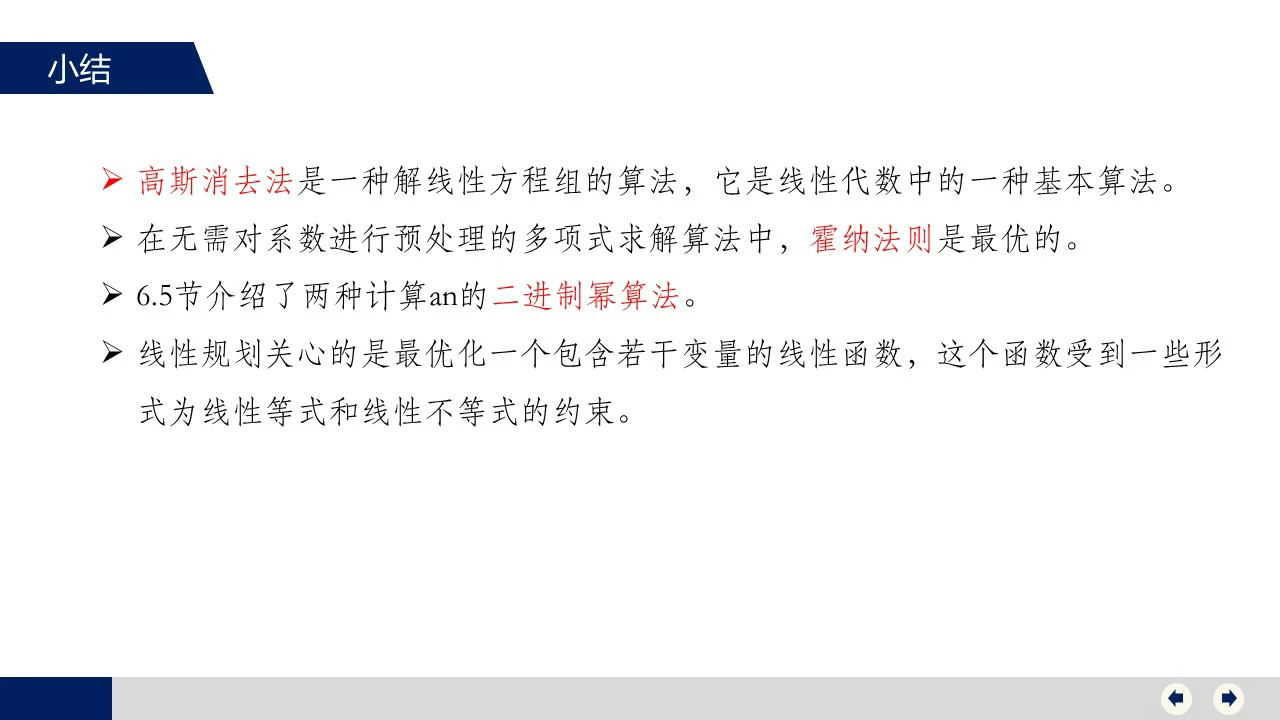 小结
高斯消去法是一种解线性方程组的算法，它是线性代数中的一种基本算法。
在无需对系数进行预处理的多项式求解算法中，霍纳法则是最优的。
6.5节介绍了两种计算an的二进制幂算法。
线性规划关心的是最优化一个包含若干变量的线性函数，这个函数受到一些形
式为线性等式和线性不等式的约束。